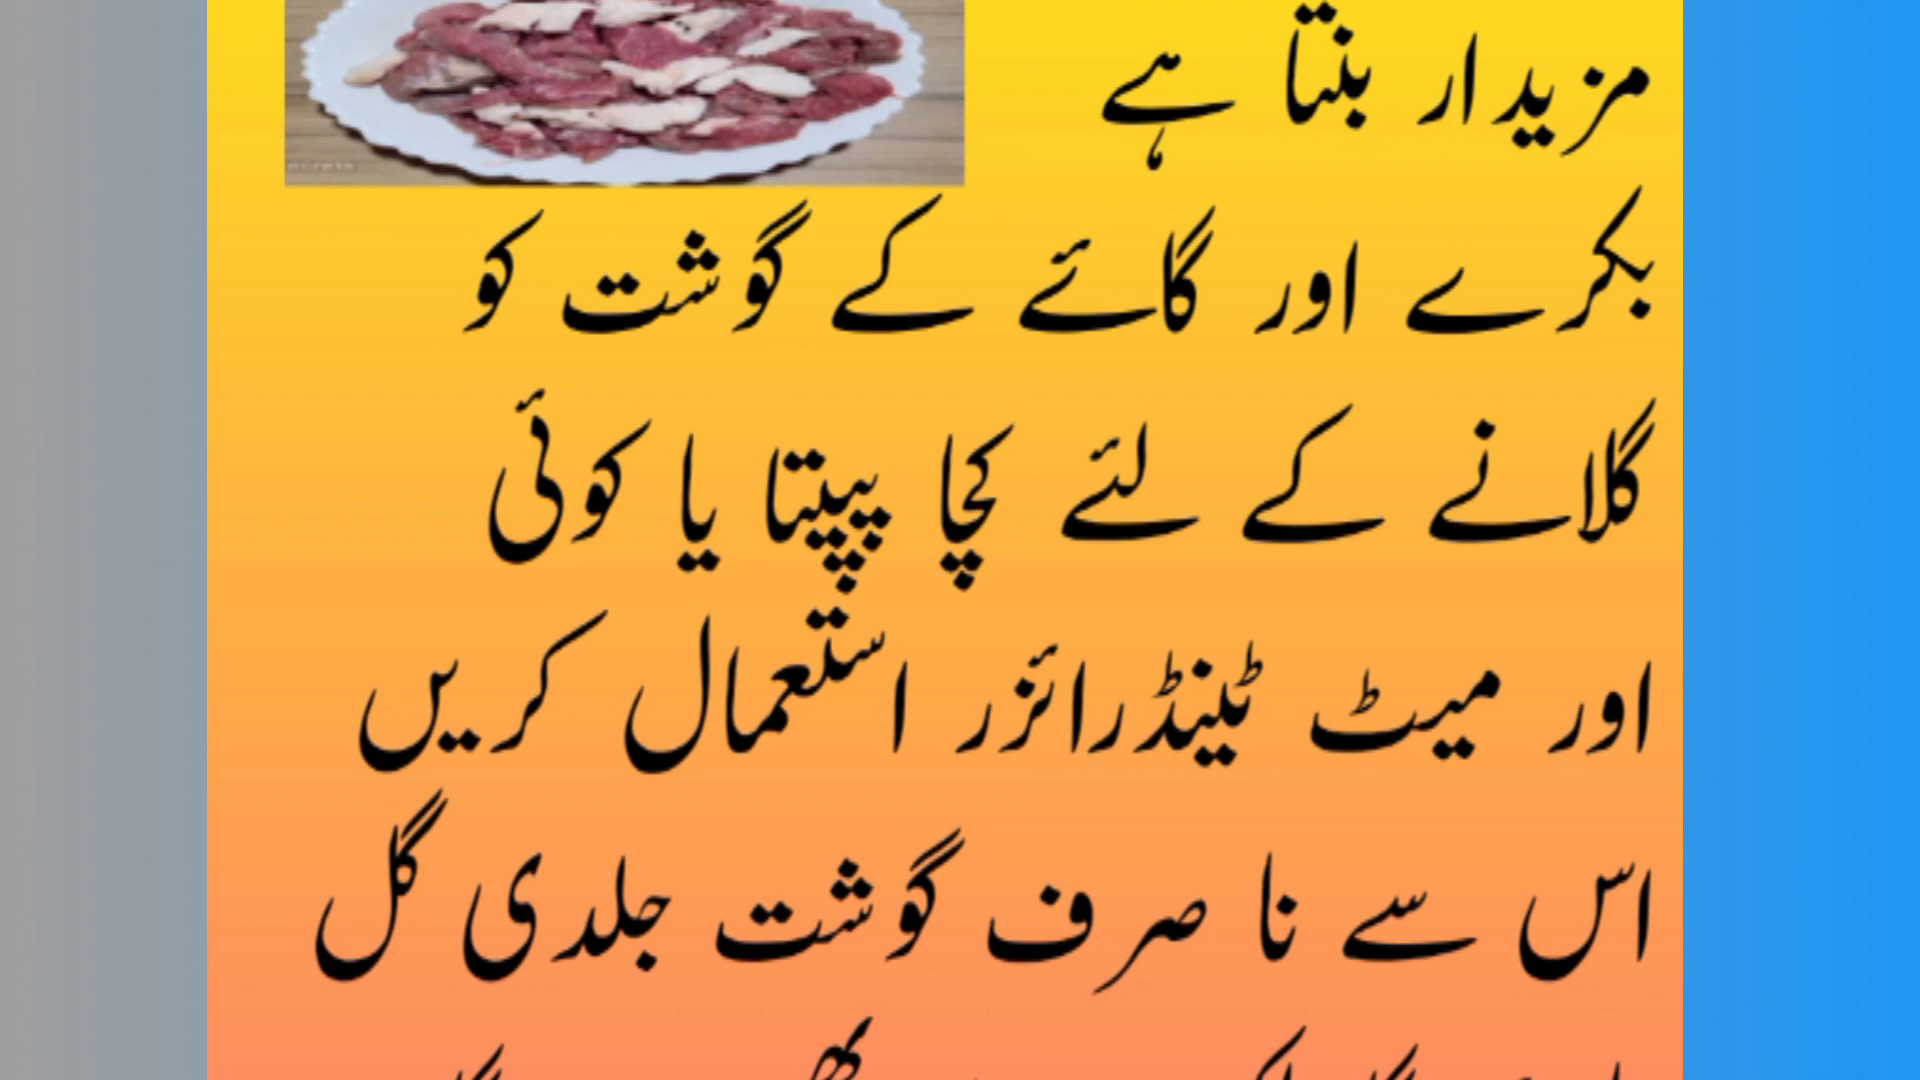 مزیدار بنتا ہے
بکرے اور گائے کے گوشت کو
گلانے کے لئے کچا پپیتا یا کوئی
اور میٹ ٹینڈرائزر استعمال کریں
اس سے نا صرف گوشت جلدی گل